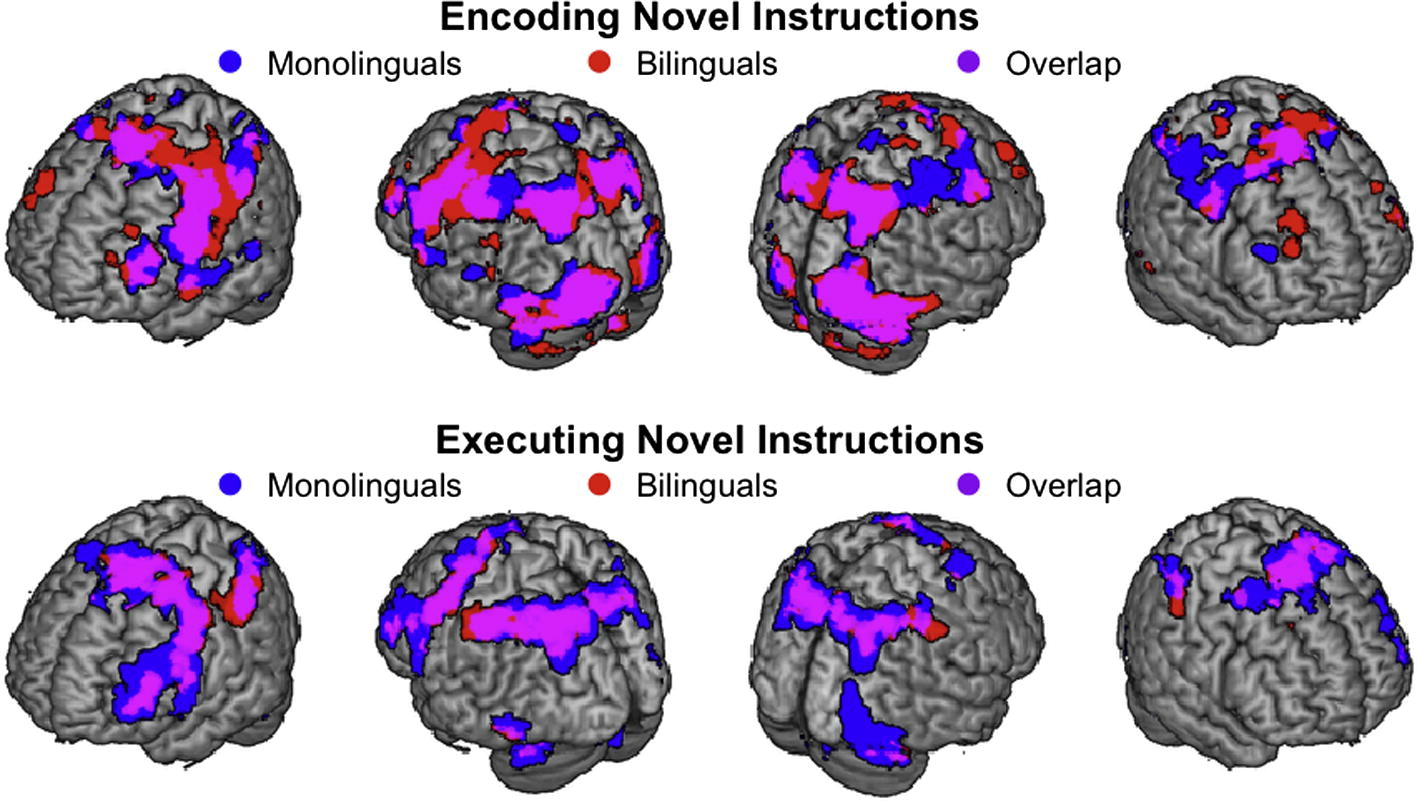 Encoding Novel Instructions
Monolinguals Bilinguals Overlap
Executing Novel Instructions
Monolinguals Bilinguals Overlap